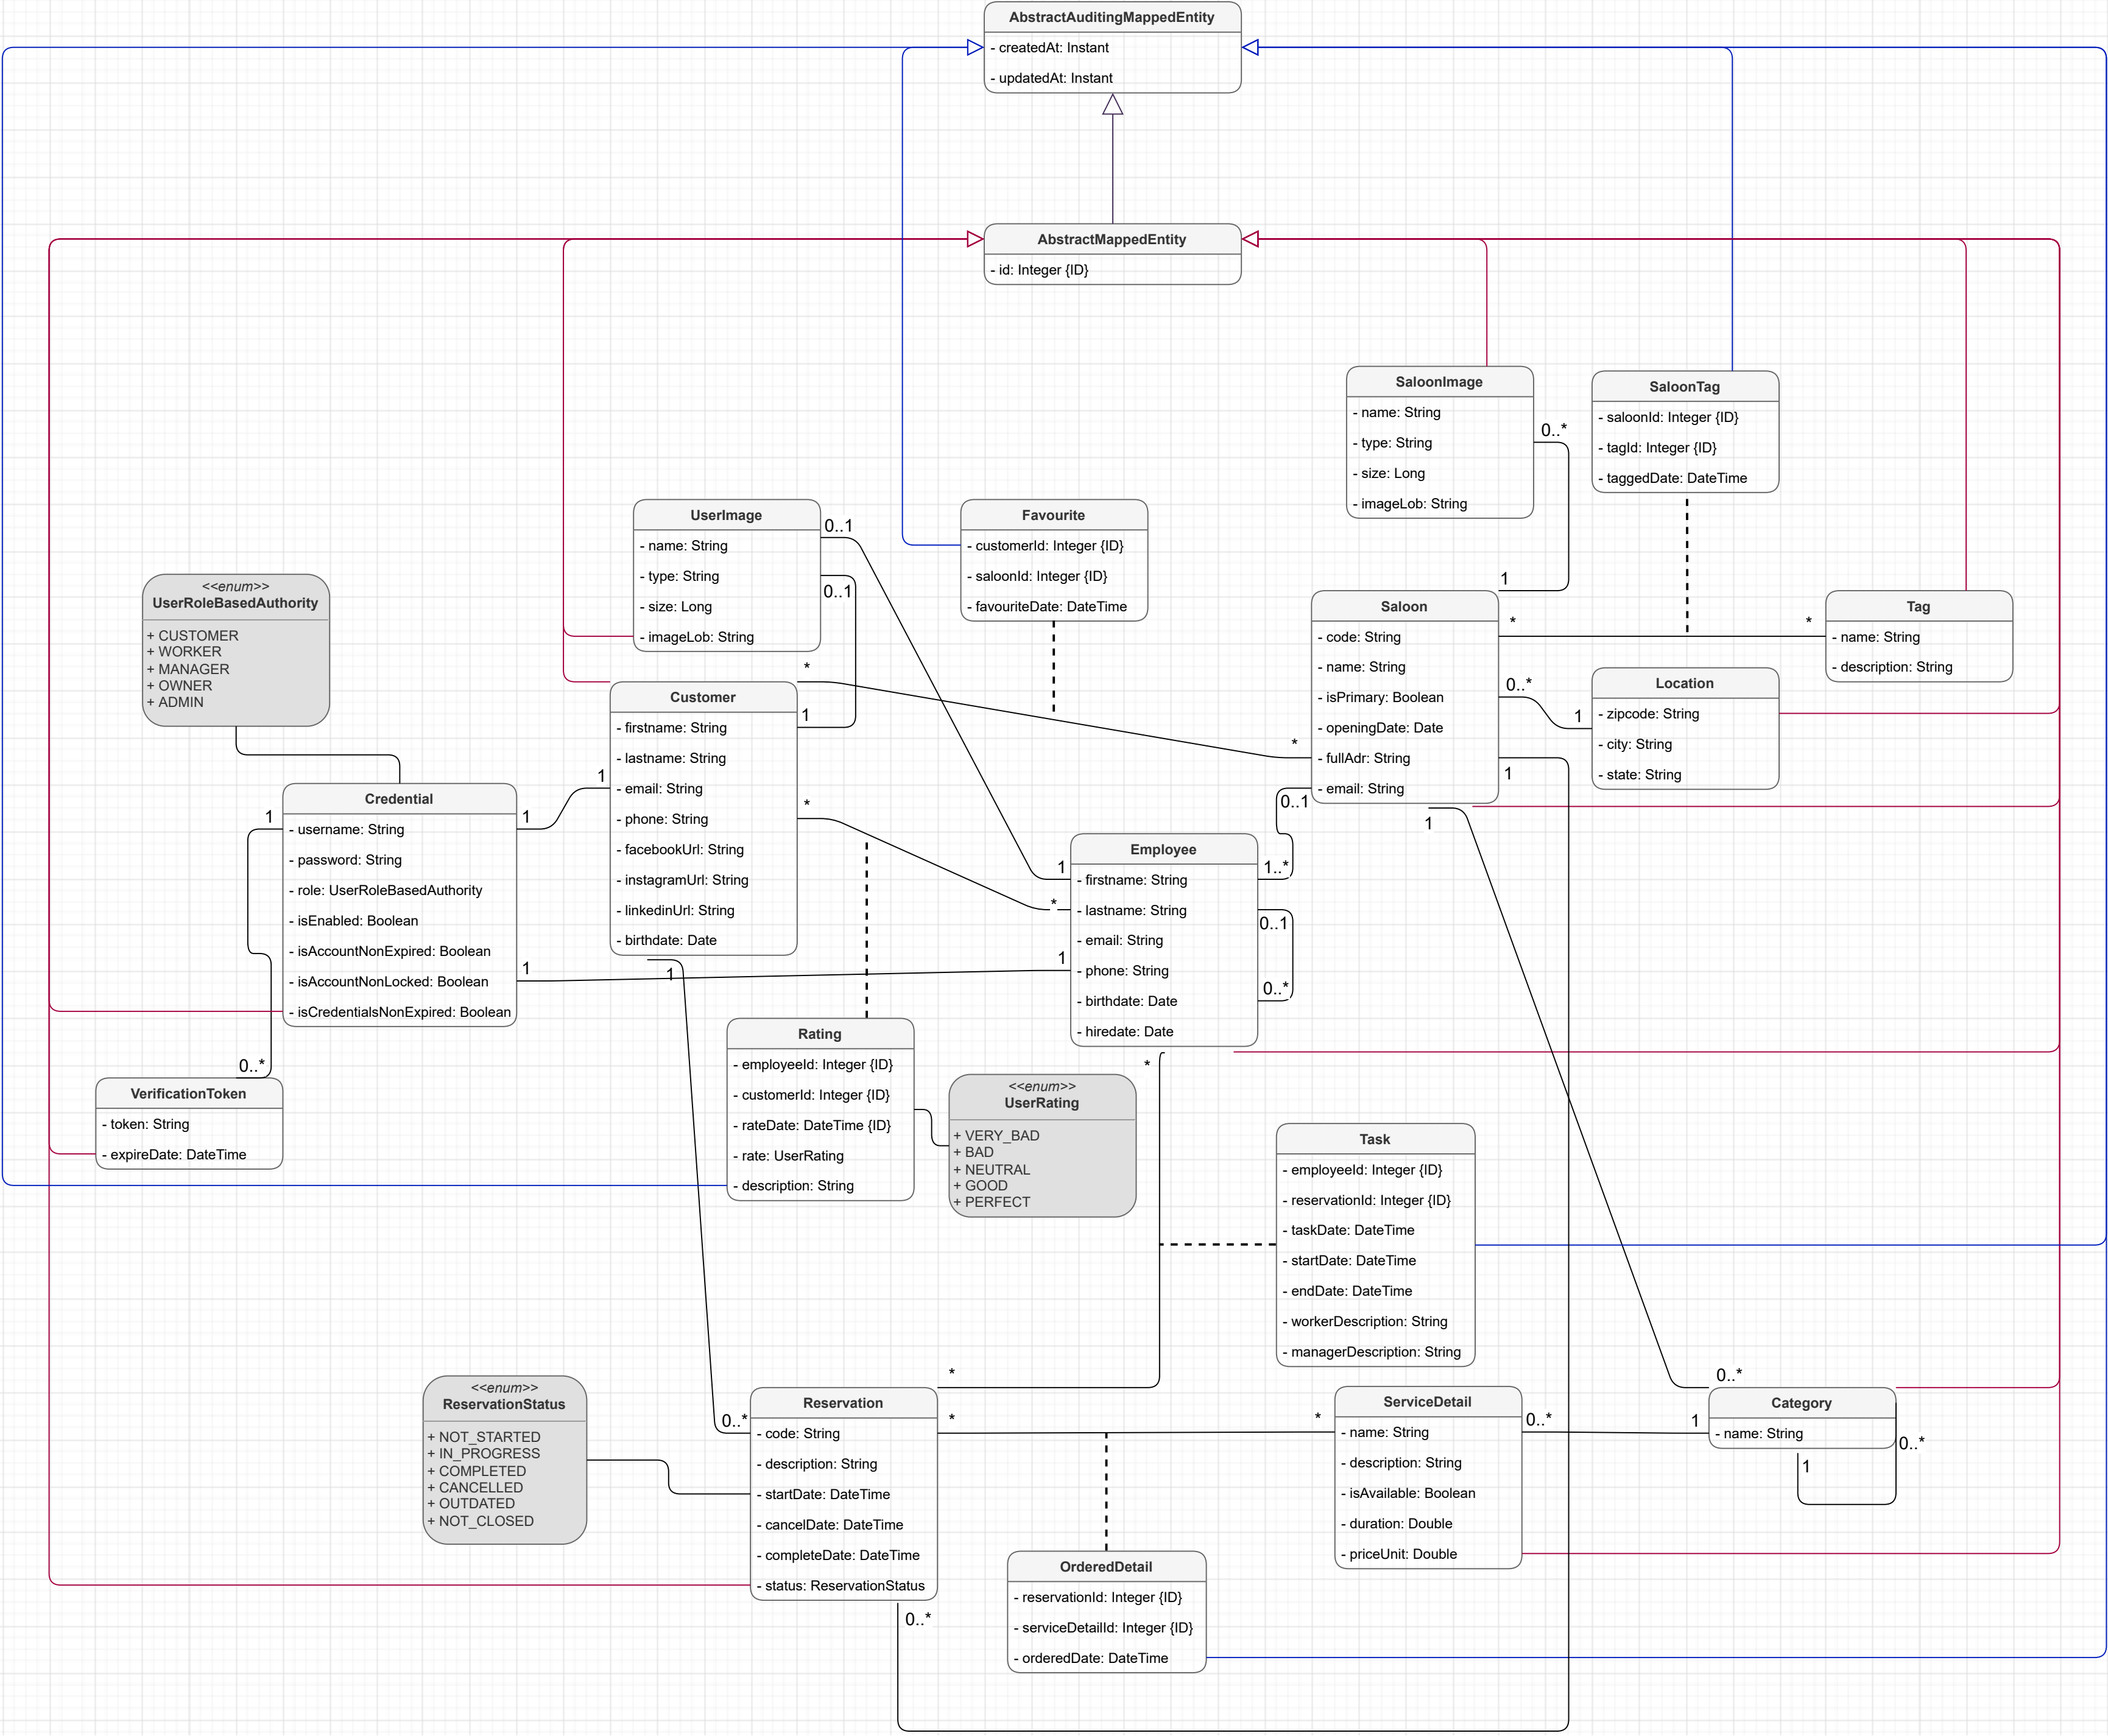 AbstractAuditingMappedEntity
- createdAt: Instant
- updatedAt: Instant
AbstractMappedEntity
- id: Integer {ID}
SaloonImage
- name: String
- type: String
- size: Long
- imageLob: String
0..*
1
SaloonTag
- saloonId: Integer {ID}
- tagId: Integer {ID}
- taggedDate: DateTime
UserImage
- name: String
- type: String
- size: Long
- imageLob: String
0..1
0..1
Favourite
- customerId: Integer {ID}
- saloonId: Integer {ID}
- favouriteDate: DateTime
<<enum>>
UserRoleBasedAuthority
+ CUSTOMER
+ WORKER
+ MANAGER
+ OWNER
+ ADMIN
Saloon
- code: String
- name: String
- isPrimary: Boolean
- openingDate: Date
- fullAdr: String
- email: String
*
*
0..*
1
*
1
0..1
1
Tag
- name: String
- description: String
Location
- zipcode: String
- city: String
- state: String
Customer
- firstname: String
- lastname: String
- email: String
- phone: String
- facebookUrl: String
- instagramUrl: String
- linkedinUrl: String
- birthdate: Date
*
1
1
*
1
Credential
- username: String
- password: String
- role: UserRoleBasedAuthority
- isEnabled: Boolean
- isAccountNonExpired: Boolean
- isAccountNonLocked: Boolean
- isCredentialsNonExpired: Boolean
1
1
1
0..*
Employee
- firstname: String
- lastname: String
- email: String
- phone: String
- birthdate: Date
- hiredate: Date
1
1..*
*
0..1
1
0..*
*
VerificationToken
- token: String
- expireDate: DateTime
Rating
- employeeId: Integer {ID}
- customerId: Integer {ID}
- rateDate: DateTime {ID}
- rate: UserRating
- description: String
<<enum>>
UserRating
+ VERY_BAD
+ BAD
+ NEUTRAL
+ GOOD
+ PERFECT
Task
- employeeId: Integer {ID}
- reservationId: Integer {ID}
- taskDate: DateTime
- startDate: DateTime
- endDate: DateTime
- workerDescription: String
- managerDescription: String
<<enum>>
ReservationStatus
+ NOT_STARTED
+ IN_PROGRESS
+ COMPLETED
+ CANCELLED
+ OUTDATED
+ NOT_CLOSED
Reservation
- code: String
- description: String
- startDate: DateTime
- cancelDate: DateTime
- completeDate: DateTime
- status: ReservationStatus
*
0..*
*
*
0..*
ServiceDetail
- name: String
- description: String
- isAvailable: Boolean
- duration: Double
- priceUnit: Double
0..*
1
0..*
Category
- name: String
0..*
1
OrderedDetail
- reservationId: Integer {ID}
- serviceDetailId: Integer {ID}
- orderedDate: DateTime